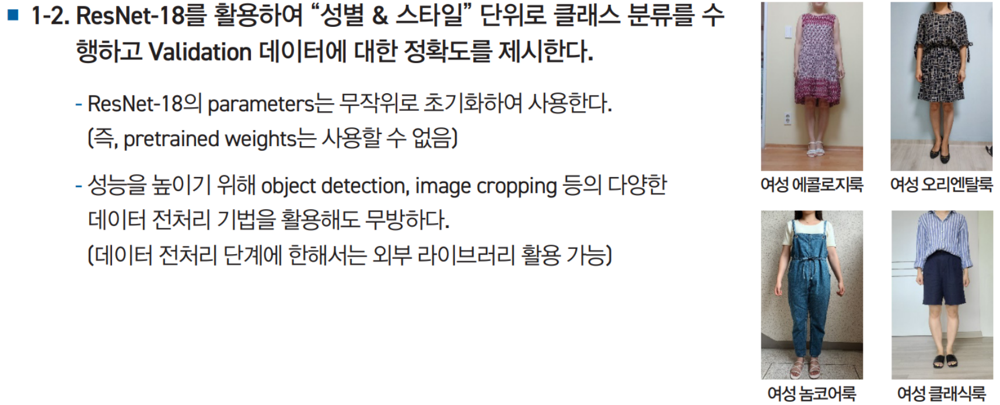 1-2. ResNet-18를 활용하여 “성별 & 스타일” 단위로 클래스 분류를 수
행하고 Validation 데이터에 대한 정확도를 제시한다.
- ResNet-18의 parameters는 무작위로 초기화하여 사용한다.
(즉, pretrained weights는 사용할 수 없음)
- 성능을 높이기 위해 object detection, image cropping 등의 다양한
데이터 전처리 기법을 활용해도 무방하다.
(데이터 전처리 단계에 한해서는 외부 라이브러리 활용 가능)
여성 에콜로지룩
여성 오리엔탈룩
여성 놈코어룩
여성 클래식룩